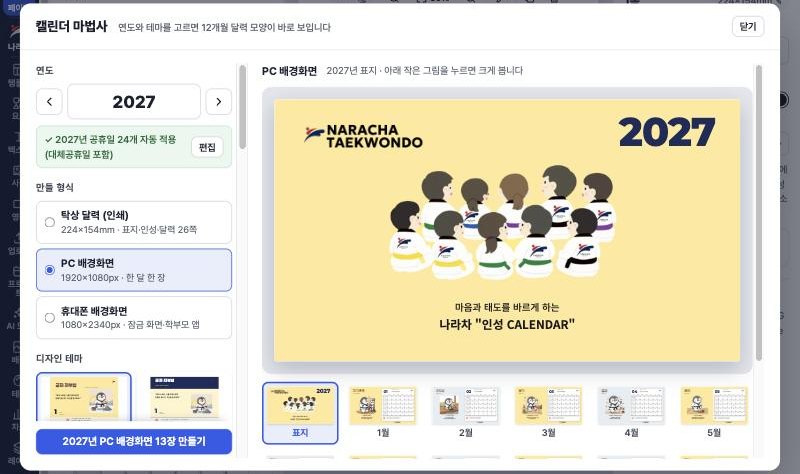 캘린더 마법사
연도와 테마를 고르면 12개월 달력 모양이 바로 보입니다
닫기
연도
2027
✓ 2027년 공휴일 24개 자동 적용
(대체공휴일 포함)
편집
만들 형식
탁상 달력 (인쇄)
224×154mm · 표지·인성·달력 26쪽
PC 배경화면
1920×1080px · 한 달 한 장
휴대폰 배경화면
1080×2340px · 잠금 화면·학부모 앱
디자인 테마
2027년 PC 배경화면 13장 만들기
PC 배경화면
2027년 표지 · 아래 작은 그림을 누르면 크게 봅니다
NARACHA
TAEKWONDO
2027
마음과 태도를 바르게 하는
나라차 "인성 CALENDAR"
표지
1월
2월
3월
4월
5월